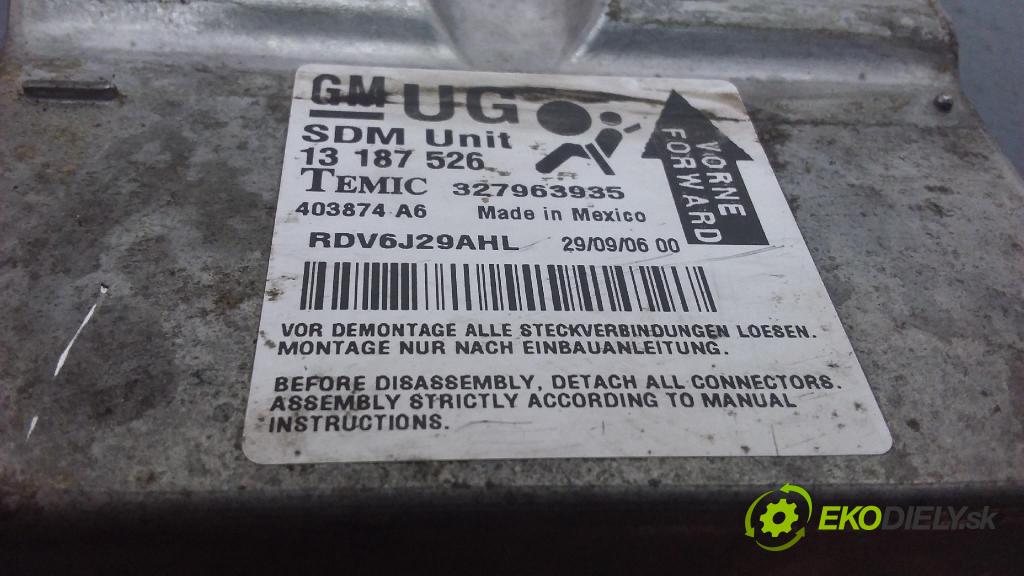 GM UG
SDM Unit
13 187 526
TEMIC 327963935
403874 A6 Made in Mexico
RDV6J29AHL 29/09/06 00
VORNE
FORWARD
VOR DEMONTAGE ALLE STECKVERBINDUNGEN LOESEN.
MONTAGE NUR NACH EINBAUANLEITUNG.
BEFORE DISASSEMBLY, DETACH ALL CONNECTORS.
ASSEMBLY STRICTLY ACCORDING TO MANUAL
INSTRUCTIONS.
EKODIELY.sk